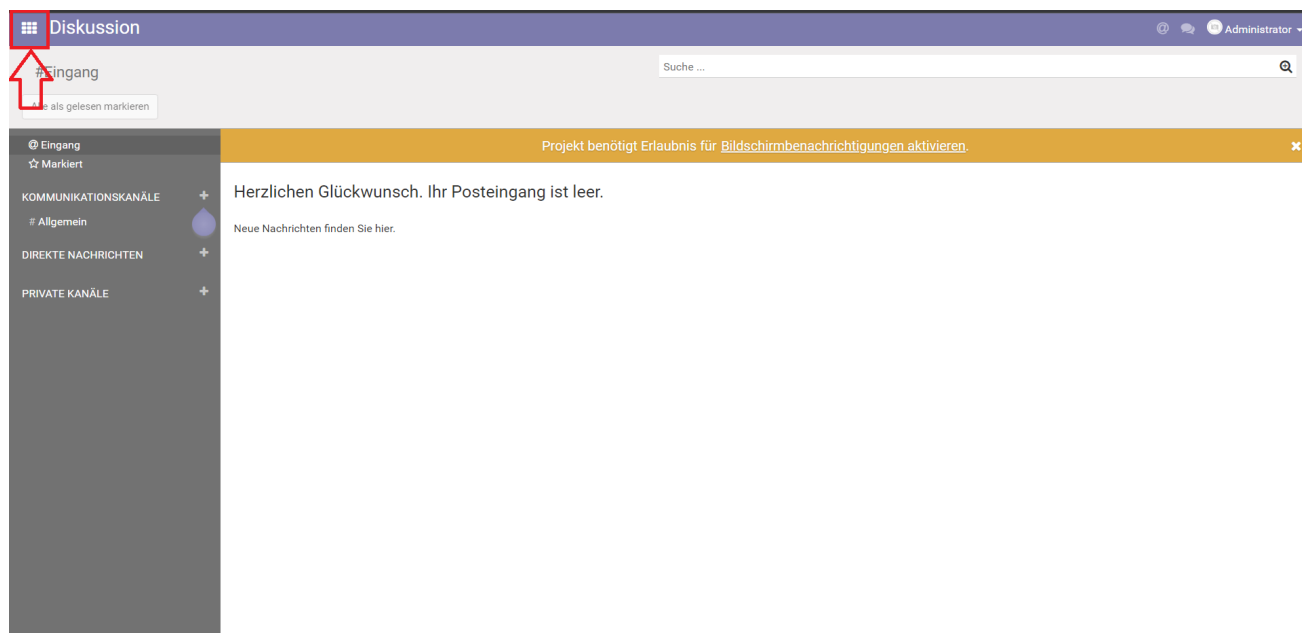 Diskussion
@ Administrator
#Eingang
Suche ...
Alle als gelesen markieren
@ Eingang
Markiert
KOMMUNIKATIONSKANÄLE +
# Allgemein
DIREKTE NACHRICHTEN +
PRIVATE KANÄLE +
Projekt benötigt Erlaubnis für Bildschirmbenachrichtigungen aktivieren.
Herzlichen Glückwunsch. Ihr Posteingang ist leer.
Neue Nachrichten finden Sie hier.